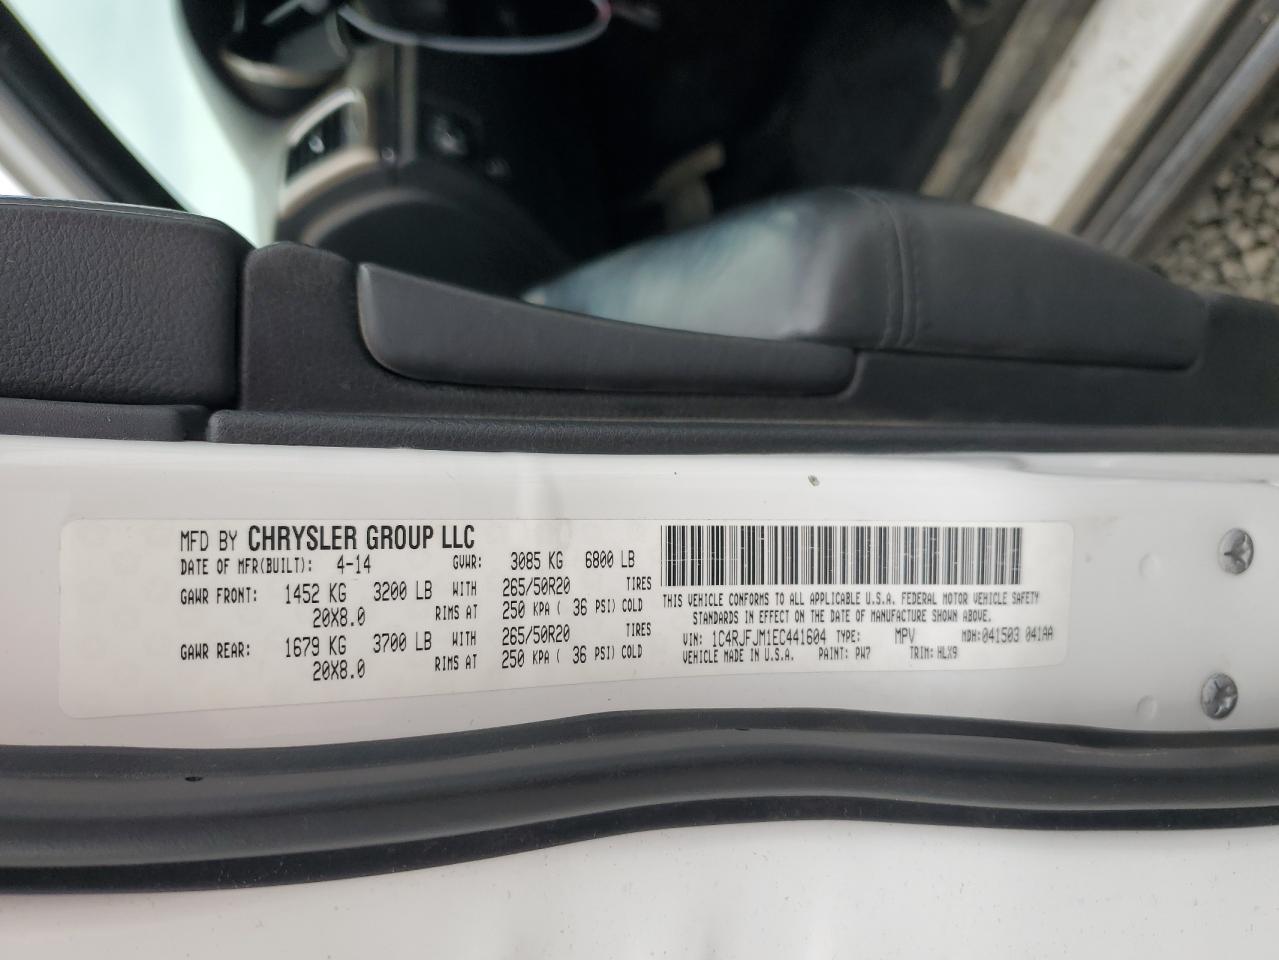 MFD BY CHRYSLER GROUP LLC
DATE OF MFR(BUILT): 4-14 GVWR: 3085 KG 6800 LB
GAWR FRONT: 1452 KG 3200 LB WITH 265/50R20 TIRES
20X8.0 RIMS AT 250 KPA ( 36 PSI) COLD
GAWR REAR: 1679 KG 3700 LB WITH 265/50R20 TIRES
20X8.0 RIMS AT 250 KPA ( 36 PSI) COLD
THIS VEHICLE CONFORMS TO ALL APPLICABLE U.S.A. FEDERAL MOTOR VEHICLE SAFETY
STANDARDS IN EFFECT ON THE DATE OF MANUFACTURE SHOWN ABOVE.
VIN: 1C4RJFJM1EC441604 TYPE: MPV MDH:041503 041AA
VEHICLE MADE IN U.S.A. PAINT: PW7 TRIM: HLX9